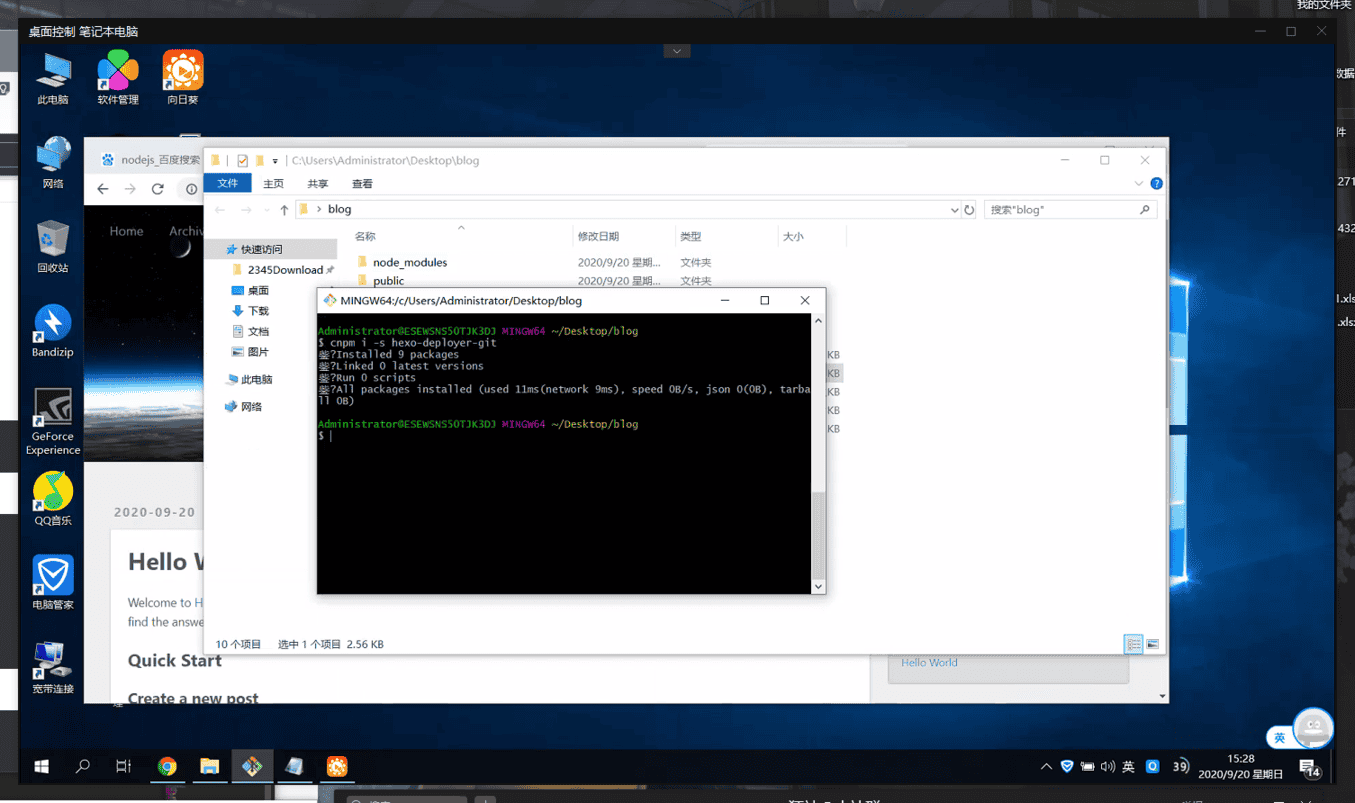 我的文件夹
桌面控制 笔记本电脑
此电脑
软件管理
向日葵
数据
网络
件
nodejs_百度搜索
C:\Users\Administrator\Desktop\blog
文件
主页
共享
查看
271
blog
搜索"blog"
Home
Archiv
432
名称
修改日期
类型
大小
快速访问
回收站
node_modules
2020/9/20 星期...
文件夹
2345Download
public
2020/9/20 星期...
文件夹
桌面
下载
文档
图片
此电脑
网络
Bandizip
MINGW64:/c/Users/Administrator/Desktop/blog
.xls
.xls
Administrator@ESEWSNS5OTJK3DJ MINGW64 ~/Desktop/blog
$ cnpm i -s hexo-deployer-git
鉴?Installed 9 packages
鉴?Linked 0 latest versions
鉴?Run 0 scripts
鉴?All packages installed (used 11ms(network 9ms), speed 0B/s, json 0(0B), tarba
ll 0B)
Administrator@ESEWSNS5OTJK3DJ MINGW64 ~/Desktop/blog
$
KB
KB
KB
KB
KB
GeForce
Experience
QQ音乐
2020-09-20
Hello W
电脑管家
Welcome to H
find the answe
10 个项目
选中 1 个项目 2.56 KB
Quick Start
Hello World
宽带连接
Create a new post
英
英
39
15:28
2020/9/20 星期日
14